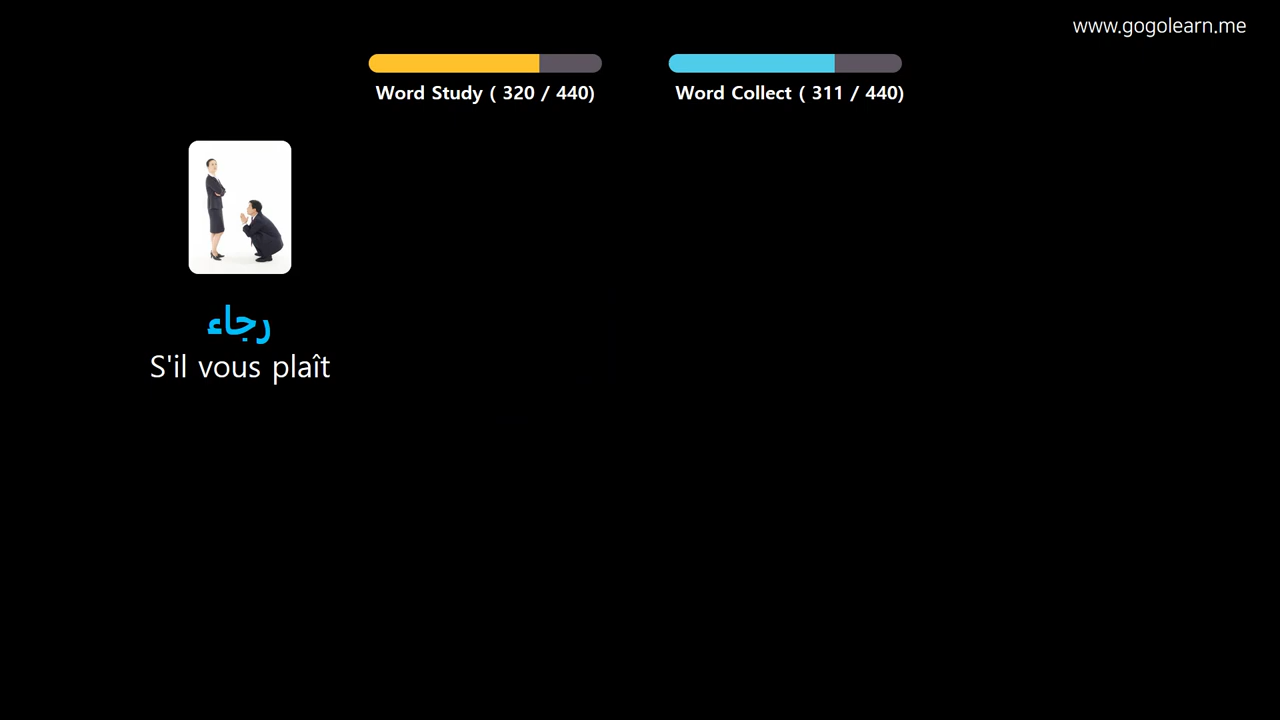 www.gogolearn.me
Word Study ( 320 / 440)
Word Collect ( 311 / 440)
رجاء
S'il vous plaît